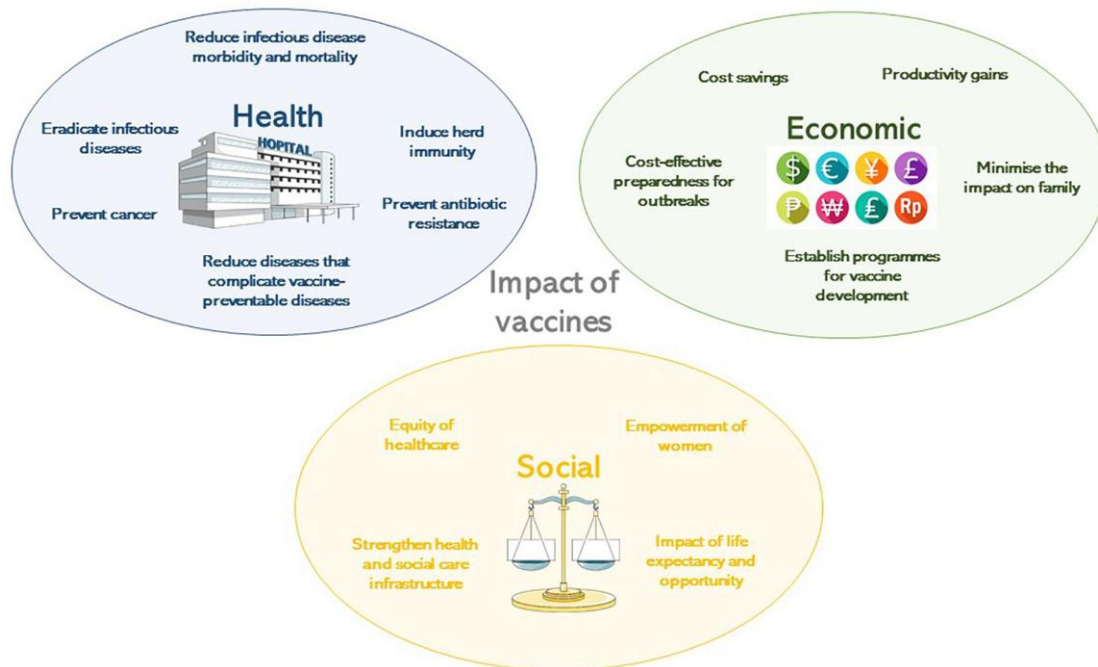 Reduce infectious disease
morbidity and mortality
Health
HOPITAL
Eradicate infectious
diseases
Induce herd
immunity
Prevent cancer
Prevent antibiotic
resistance
Reduce diseases that
complicate vaccine-
preventable diseases
Cost savings
Productivity gains
Economic
Cost-effective
preparedness for
outbreaks
$ € ¥ £
₱ ₩ £ Rp
Minimise the
impact on family
Establish programmes
for vaccine
development
Impact of
vaccines
Equity of
healthcare
Empowerment of
women
Social
Strengthen health
and social care
infrastructure
Impact of life
expectancy and
opportunity